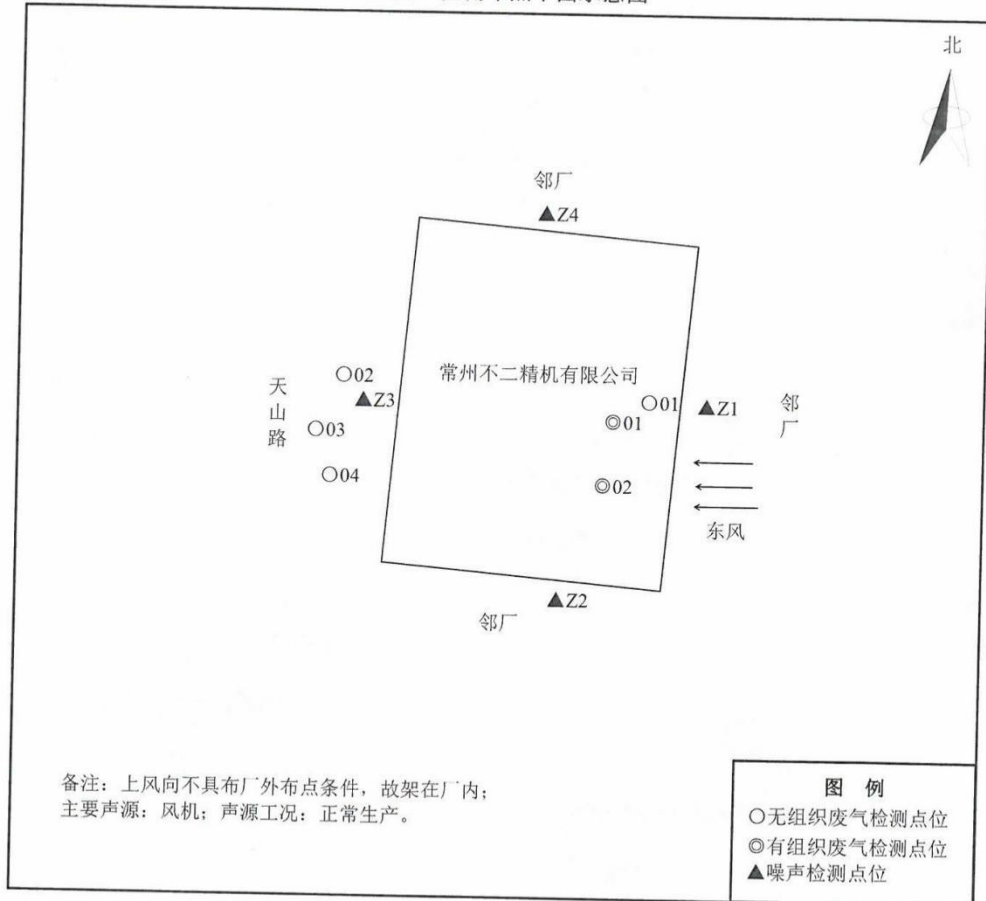 北
邻厂
▲Z4
常州不二精机有限公司
○02
▲Z3
天山路
○03
○04
○01
◎01
▲Z1
邻厂
◎02
东风
▲Z2
邻厂
备注：上风向不具布厂外布点条件，故架在厂内；
主要声源：风机；声源工况：正常生产。
图 例
○无组织废气检测点位
◎有组织废气检测点位
▲噪声检测点位